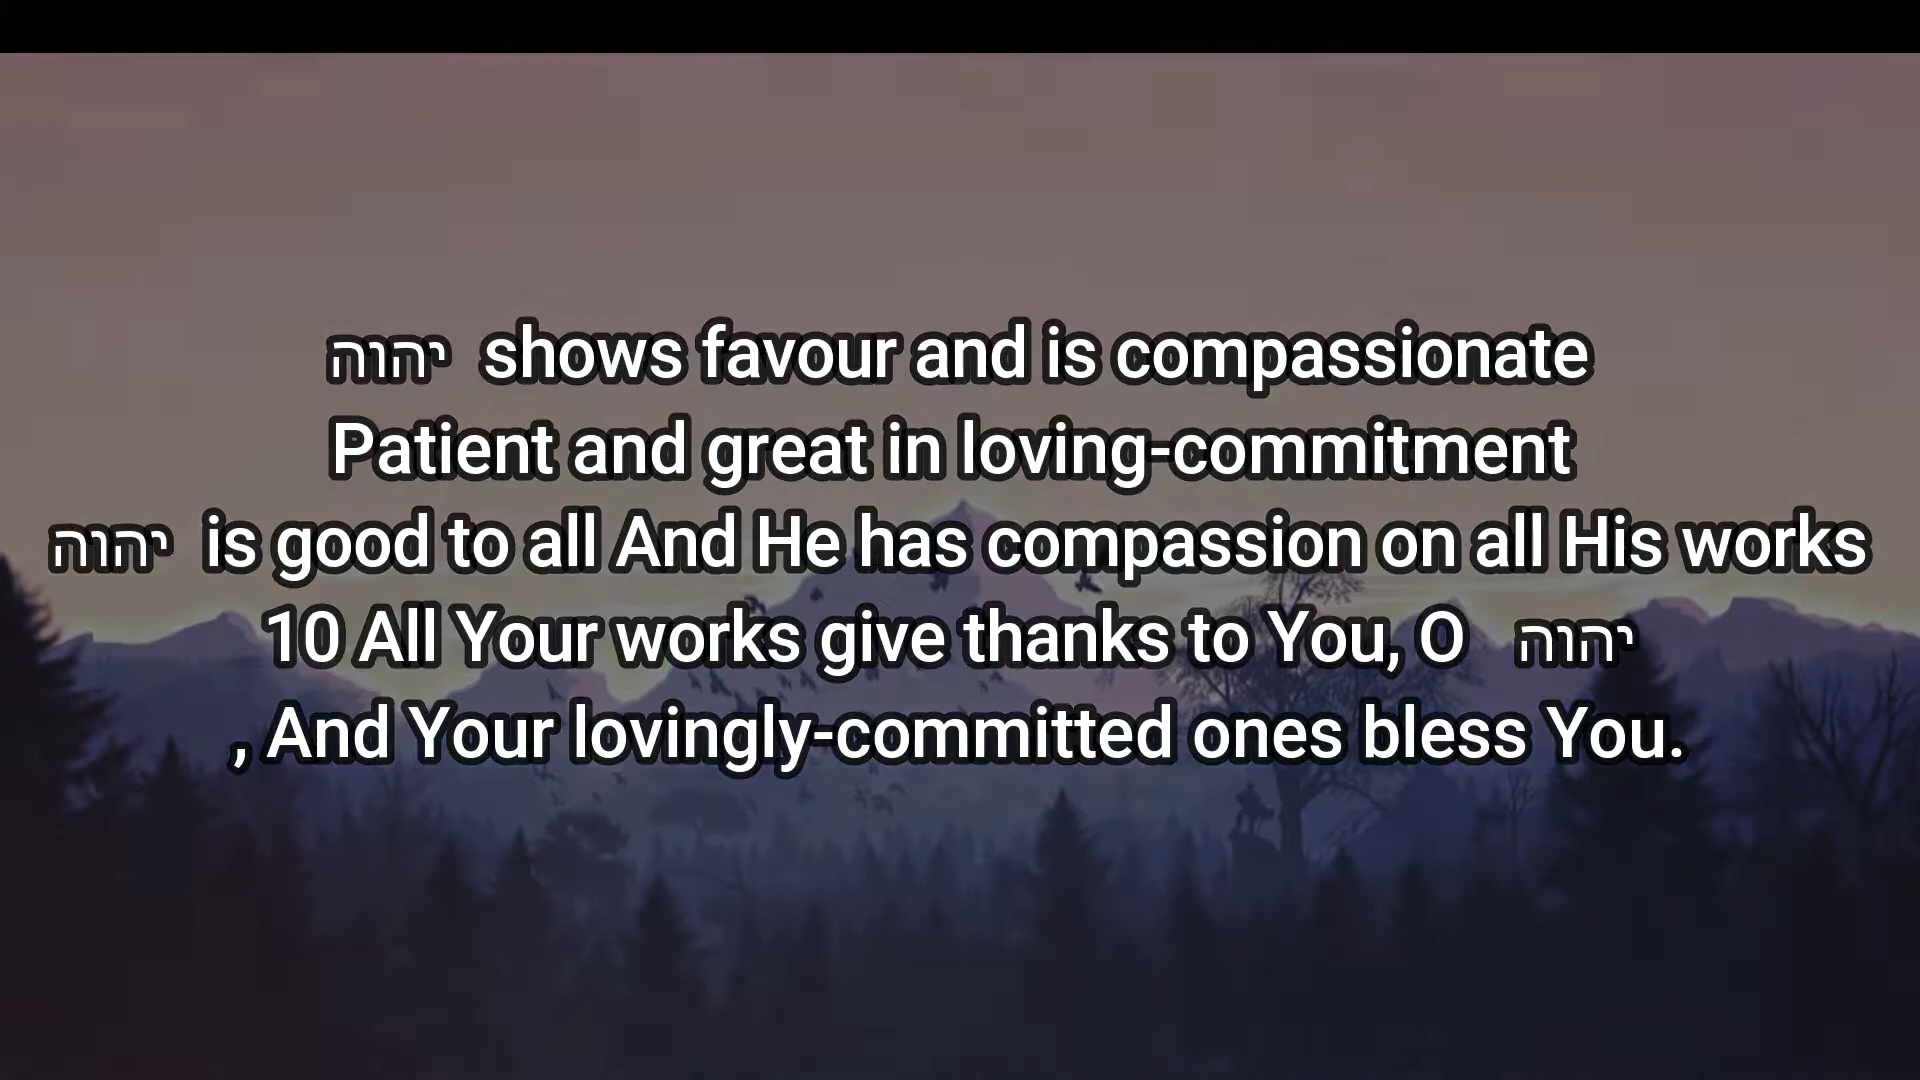 יהוה shows favour and is compassionate
Patient and great in loving-commitment
יהוה is good to all And He has compassion on all His works
10 All Your works give thanks to You, O יהוה
, And Your lovingly-committed ones bless You.